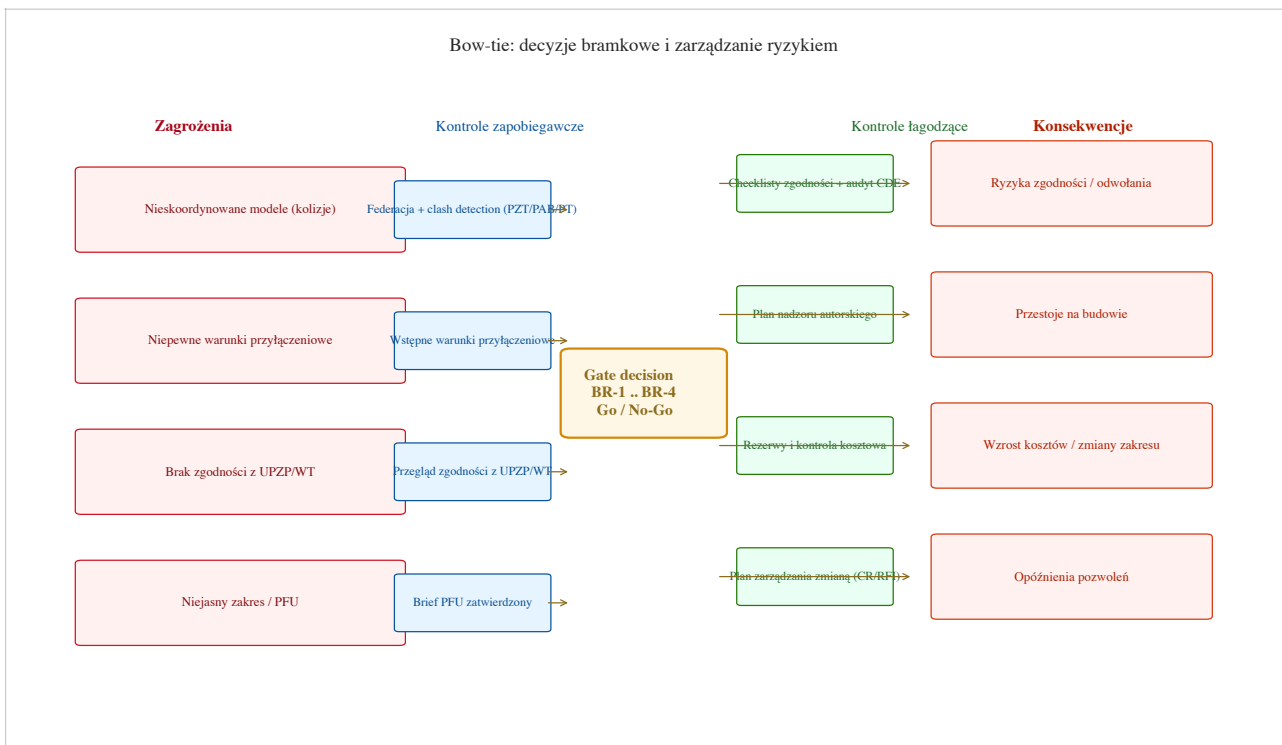 Bow-tie: decyzje bramkowe i zarządzanie ryzykiem
Zagrożenia
Kontrole zapobiegawcze
Kontrole łagodzące
Konsekwencje
Nieskoordynowane modele (kolizje)
Federacja + clash detection (PZT/PAB/PT)
Checklisty zgodności + audyt CDE
Ryzyka zgodności / odwołania
Niepewne warunki przyłączeniowe
Wstępne warunki przyłączeniowe
Plan nadzoru autorskiego
Przestoje na budowie
Gate decision
BR-1 .. BR-4
Go / No-Go
Brak zgodności z UPZP/WT
Przegląd zgodności z UPZP/WT
Rezerwy i kontrola kosztowa
Wzrost kosztów / zmiany zakresu
Niejasny zakres / PFU
Brief PFU zatwierdzony
Plan zarządzania zmianą (CR/RFI)
Opóźnienia pozwoleń